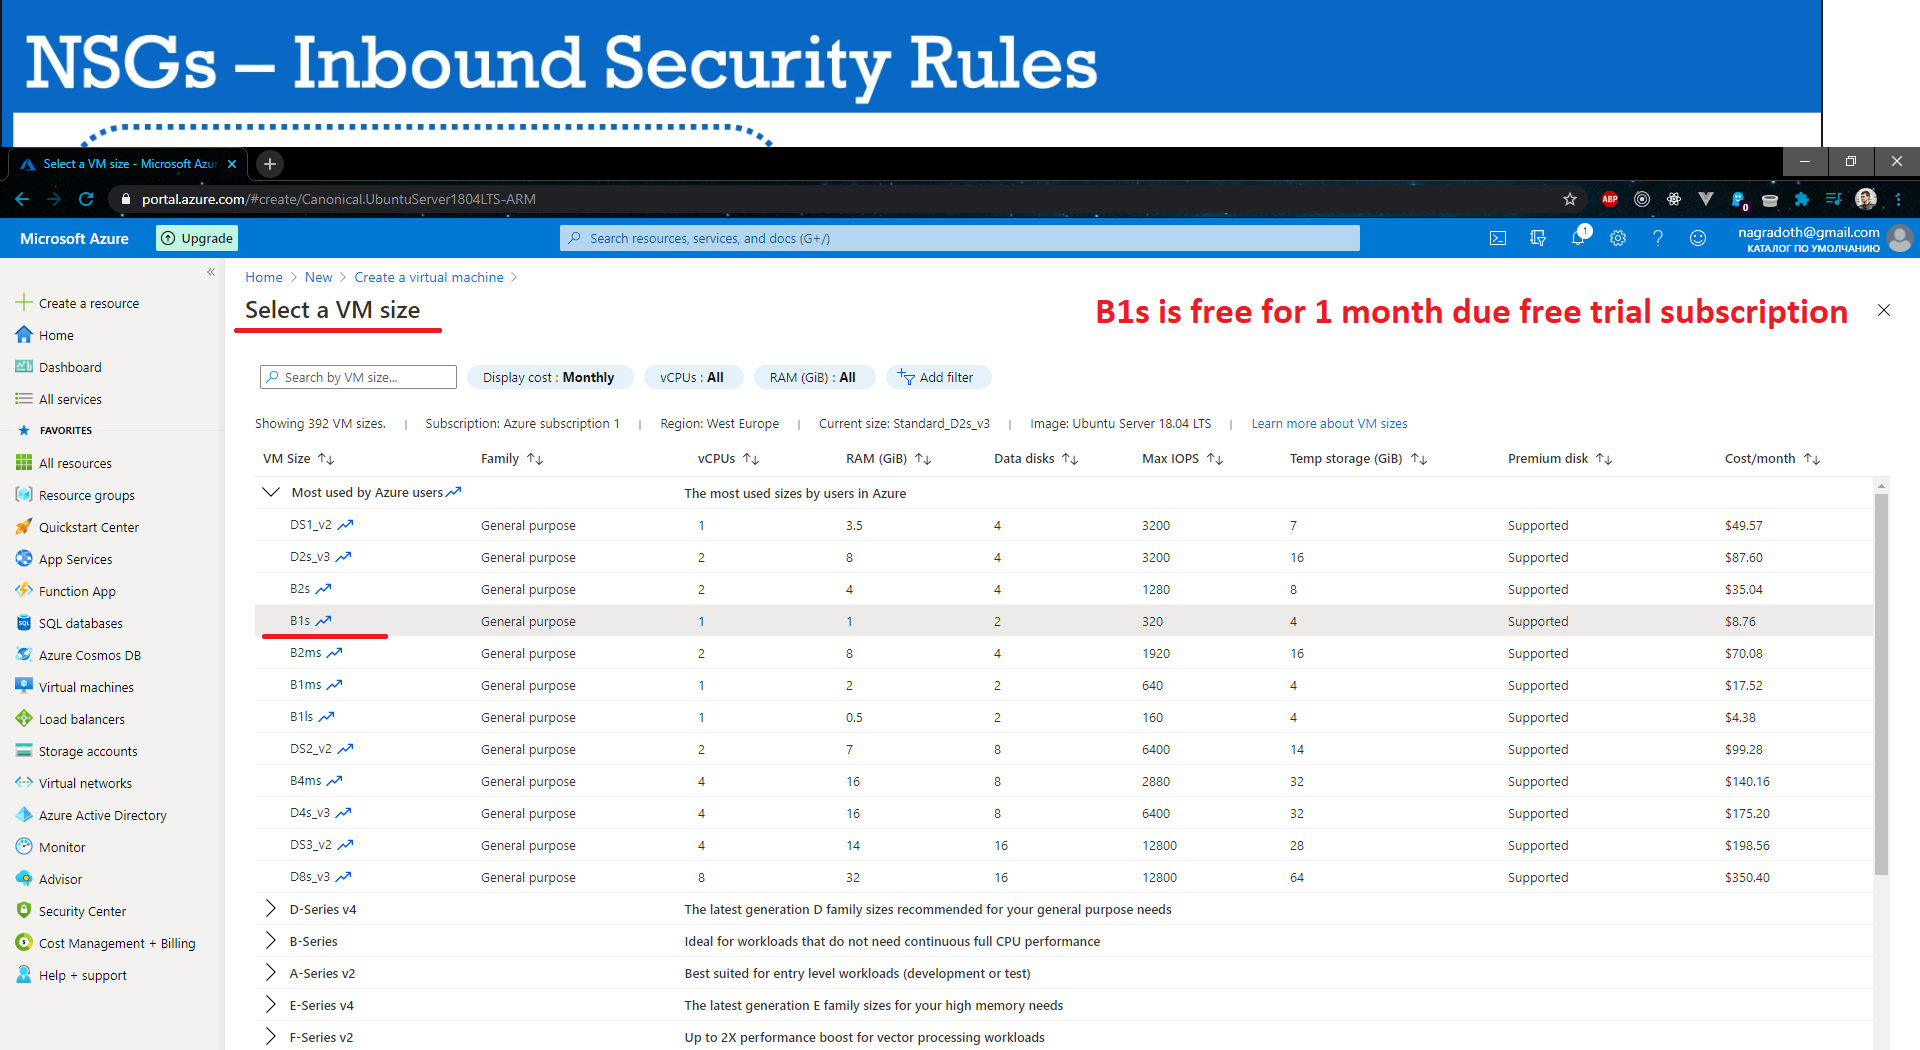 NSGs – Inbound Security Rules
Select a VM size - Microsoft Azur
portal.azure.com/#create/Canonical.UbuntuServer1804LTS-ARM
ABP
0
Microsoft Azure
Upgrade
Search resources, services, and docs (G+/)
1
nagradoth@gmail.com
КАТАЛОГ ПО УМОЛЧАНИЮ
Create a resource
Home
Dashboard
All services
FAVORITES
All resources
Resource groups
Quickstart Center
App Services
Function App
SQL databases
Azure Cosmos DB
Virtual machines
Load balancers
Storage accounts
Virtual networks
Azure Active Directory
Monitor
Advisor
Security Center
Cost Management + Billing
Help + support
Home > New > Create a virtual machine >
Select a VM size
B1s is free for 1 month due free trial subscription
Search by VM size...
Display cost : Monthly
vCPUs : All
RAM (GiB) : All
Add filter
Showing 392 VM sizes. | Subscription: Azure subscription 1 | Region: West Europe | Current size: Standard_D2s_v3 | Image: Ubuntu Server 18.04 LTS | Learn more about VM sizes
VM Size Family vCPUs RAM (GiB) Data disks Max IOPS Temp storage (GiB) Premium disk Cost/month
Most used by Azure users The most used sizes by users in Azure
DS1_v2 General purpose 1 3.5 4 3200 7 Supported $49.57
D2s_v3 General purpose 2 8 4 3200 16 Supported $87.60
B2s General purpose 2 4 4 1280 8 Supported $35.04
B1s General purpose 1 1 2 320 4 Supported $8.76
B2ms General purpose 2 8 4 1920 16 Supported $70.08
B1ms General purpose 1 2 2 640 4 Supported $17.52
B1ls General purpose 1 0.5 2 160 4 Supported $4.38
DS2_v2 General purpose 2 7 8 6400 14 Supported $99.28
B4ms General purpose 4 16 8 2880 32 Supported $140.16
D4s_v3 General purpose 4 16 8 6400 32 Supported $175.20
DS3_v2 General purpose 4 14 16 12800 28 Supported $198.56
D8s_v3 General purpose 8 32 16 12800 64 Supported $350.40
D-Series v4 The latest generation D family sizes recommended for your general purpose needs
B-Series Ideal for workloads that do not need continuous full CPU performance
A-Series v2 Best suited for entry level workloads (development or test)
E-Series v4 The latest generation E family sizes for your high memory needs
F-Series v2 Up to 2X performance boost for vector processing workloads